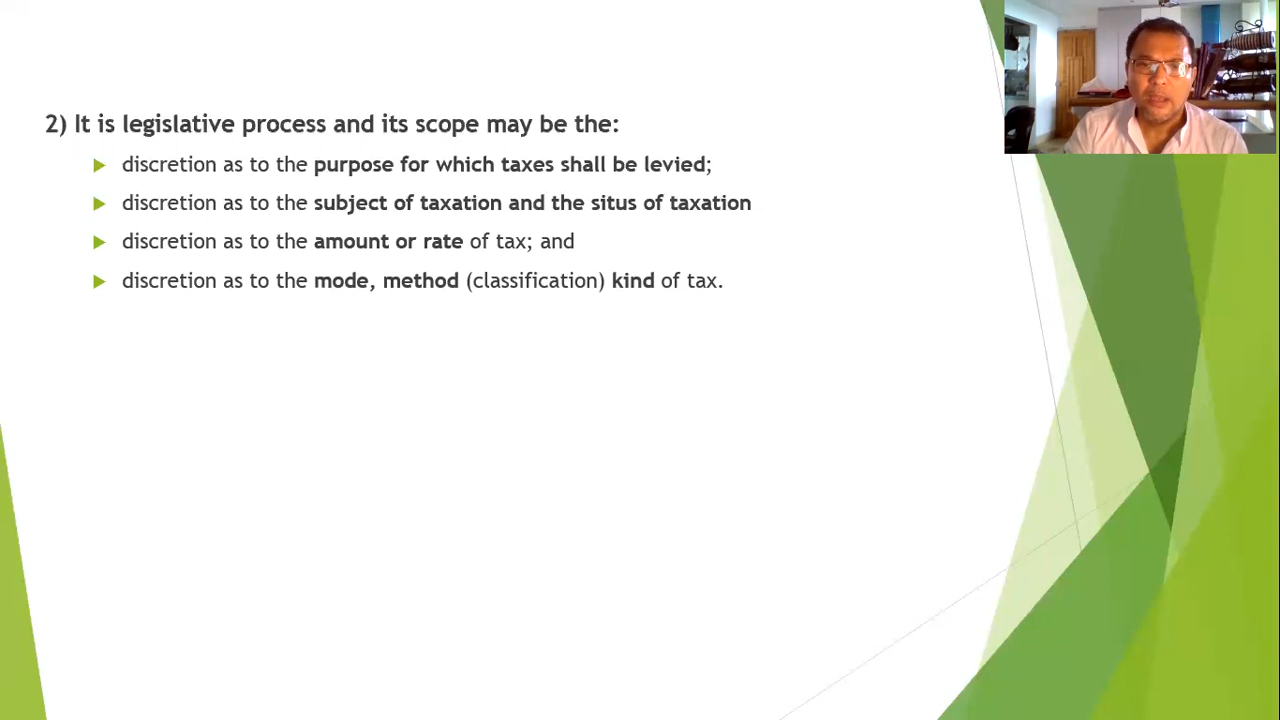 2) It is legislative process and its scope may be the:
discretion as to the purpose for which taxes shall be levied;
discretion as to the subject of taxation and the situs of taxation
discretion as to the amount or rate of tax; and
discretion as to the mode, method (classification) kind of tax.